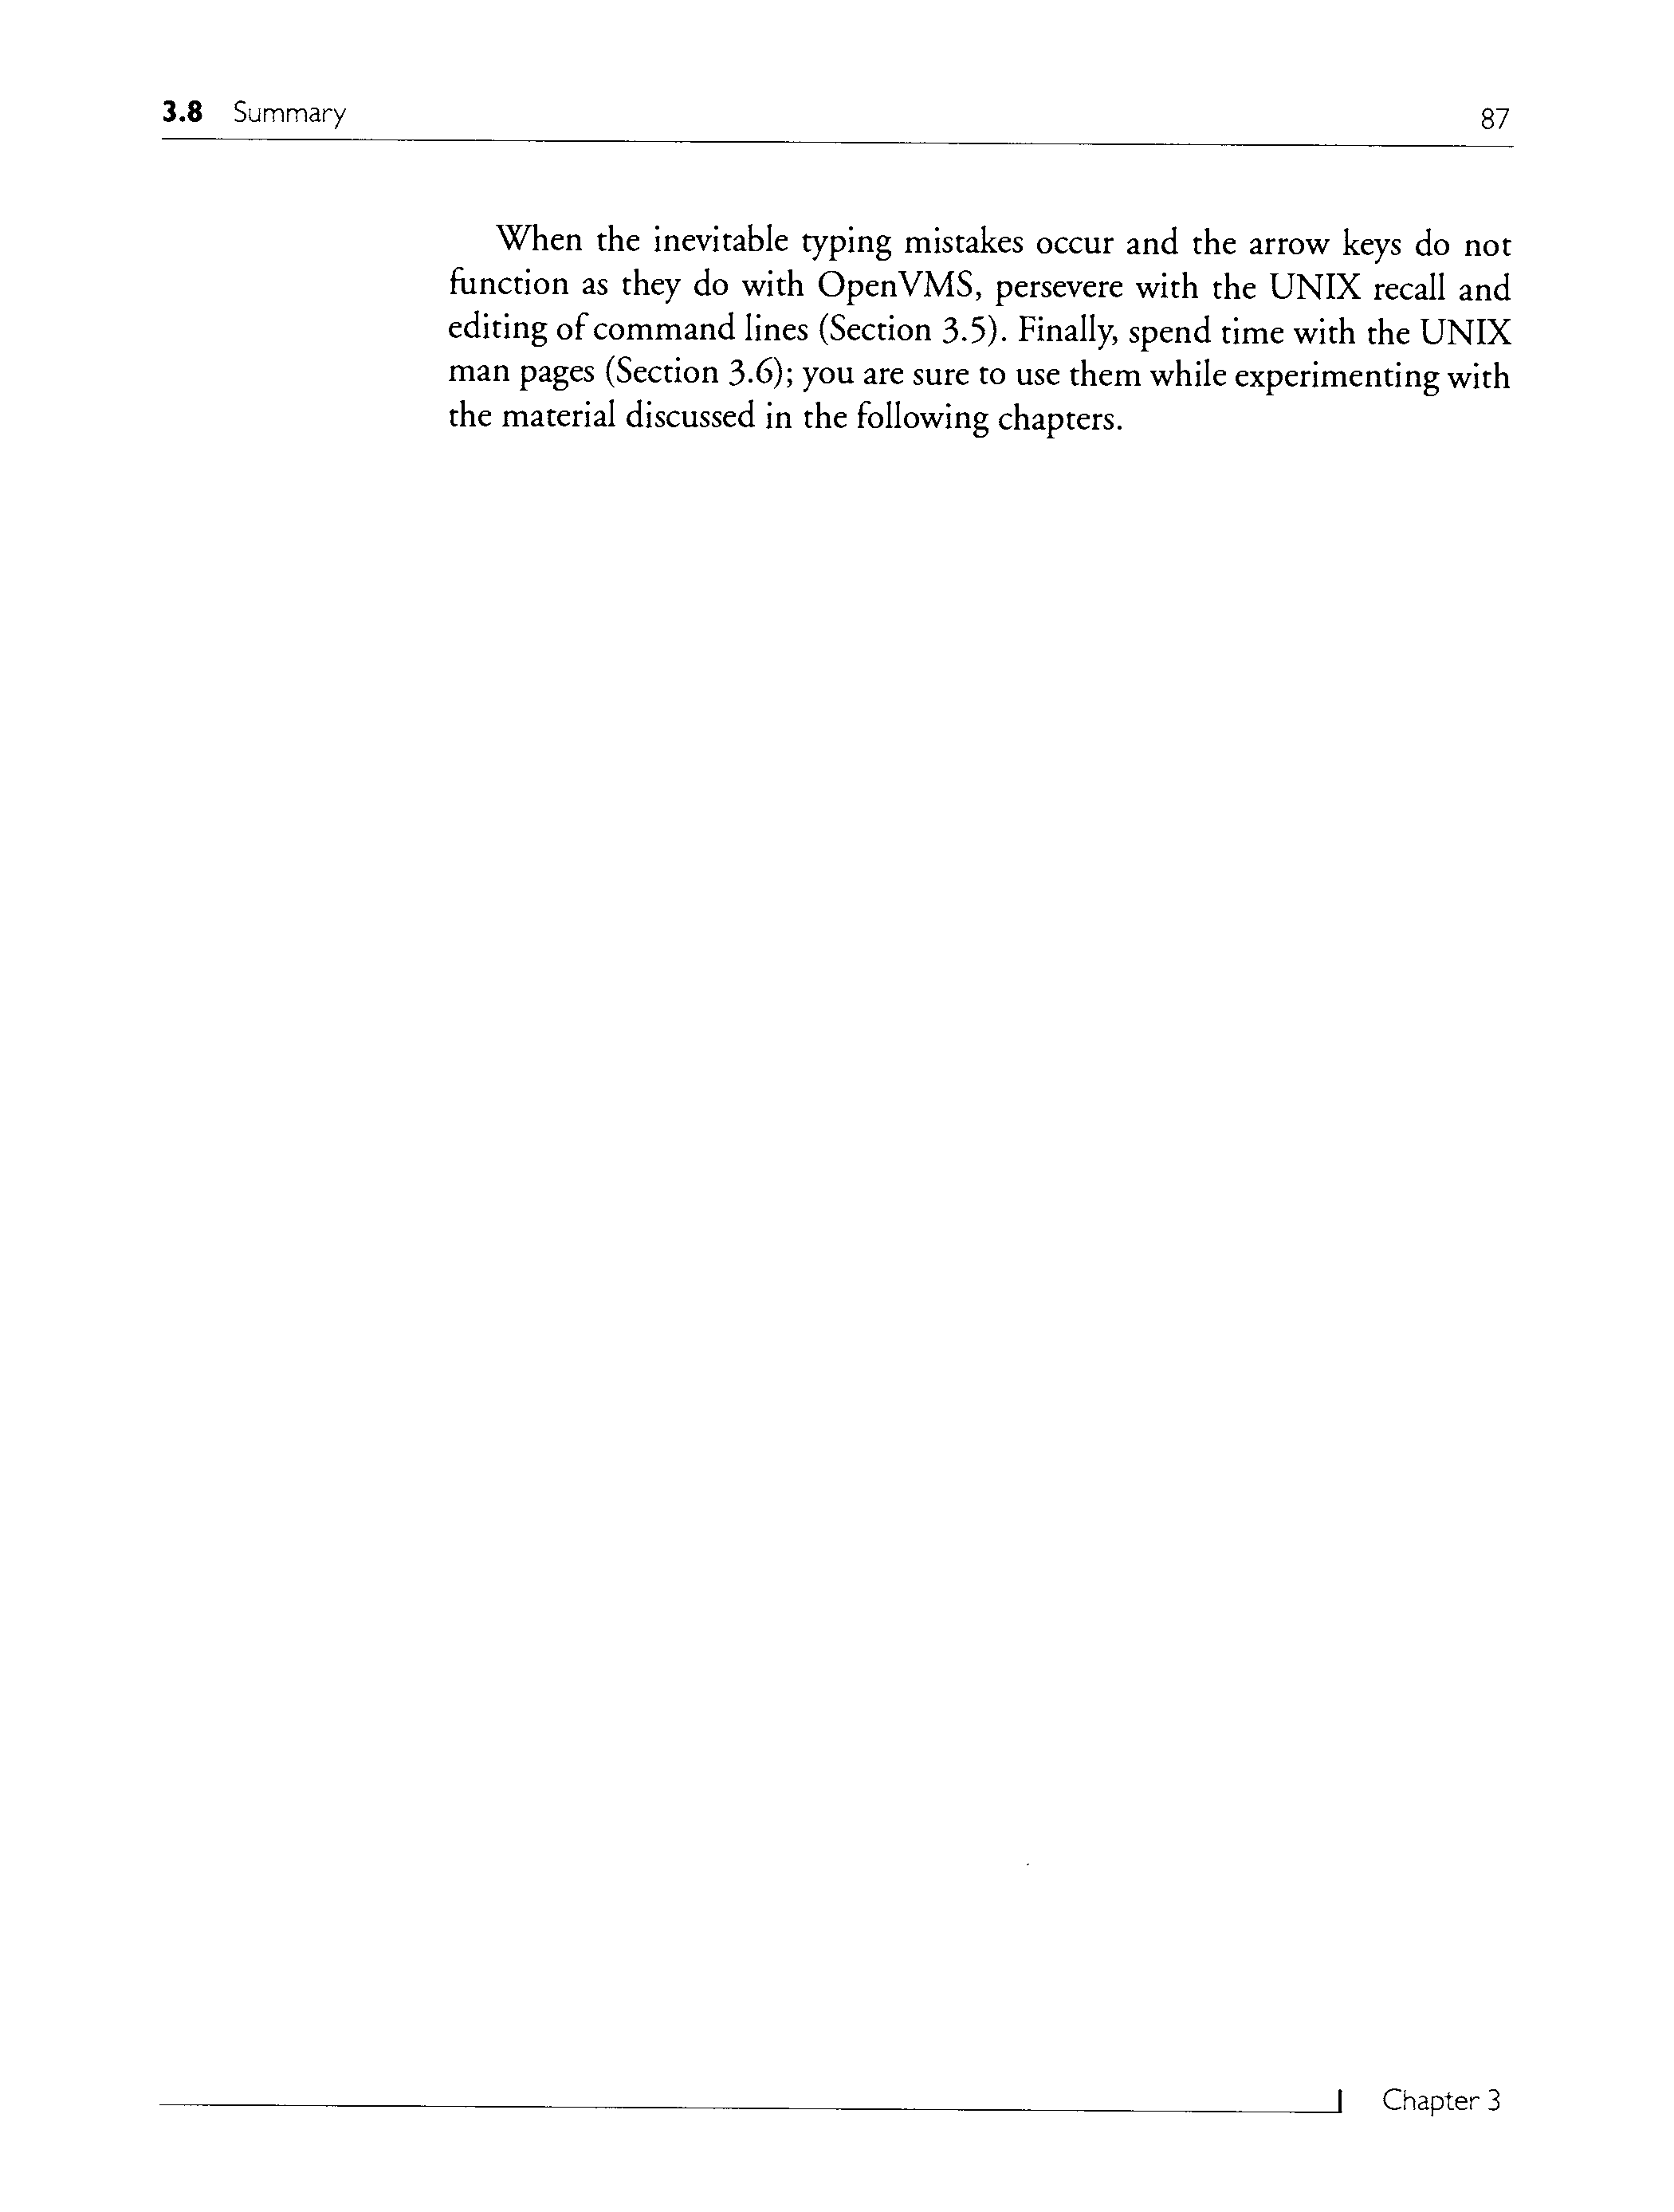 3.8 Summary 87
When the inevitable typing mistakes occur and the arrow keys do not
function as they do with OpenVMS, persevere with the UNIX recall and
editing of command lines (Section 3.5). Finally, spend time with the UNIX
man pages (Section 3.6); you are sure to use them while experimenting with
the material discussed in the following chapters.
Chapter 3